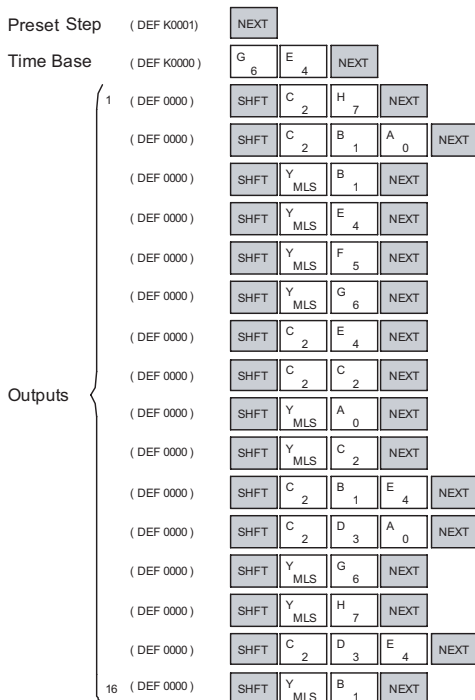 Preset Step ( DEF K0001) NEXT
Time Base ( DEF K0000 ) G 6 E 4 NEXT
1 ( DEF 0000 ) SHFT C 2 H 7 NEXT
( DEF 0000 ) SHFT C 2 B 1 A 0 NEXT
( DEF 0000 ) SHFT Y MLS B 1 NEXT
( DEF 0000 ) SHFT Y MLS E 4 NEXT
( DEF 0000 ) SHFT Y MLS F 5 NEXT
( DEF 0000 ) SHFT Y MLS G 6 NEXT
( DEF 0000 ) SHFT C 2 E 4 NEXT
( DEF 0000 ) SHFT C 2 C 2 NEXT
Outputs ( DEF 0000 ) SHFT Y MLS A 0 NEXT
( DEF 0000 ) SHFT Y MLS C 2 NEXT
( DEF 0000 ) SHFT C 2 B 1 E 4 NEXT
( DEF 0000 ) SHFT C 2 D 3 A 0 NEXT
( DEF 0000 ) SHFT Y MLS G 6 NEXT
( DEF 0000 ) SHFT Y MLS H 7 NEXT
( DEF 0000 ) SHFT C 2 D 3 E 4 NEXT
16 ( DEF 0000 ) SHFT Y MLS B 1 NEXT